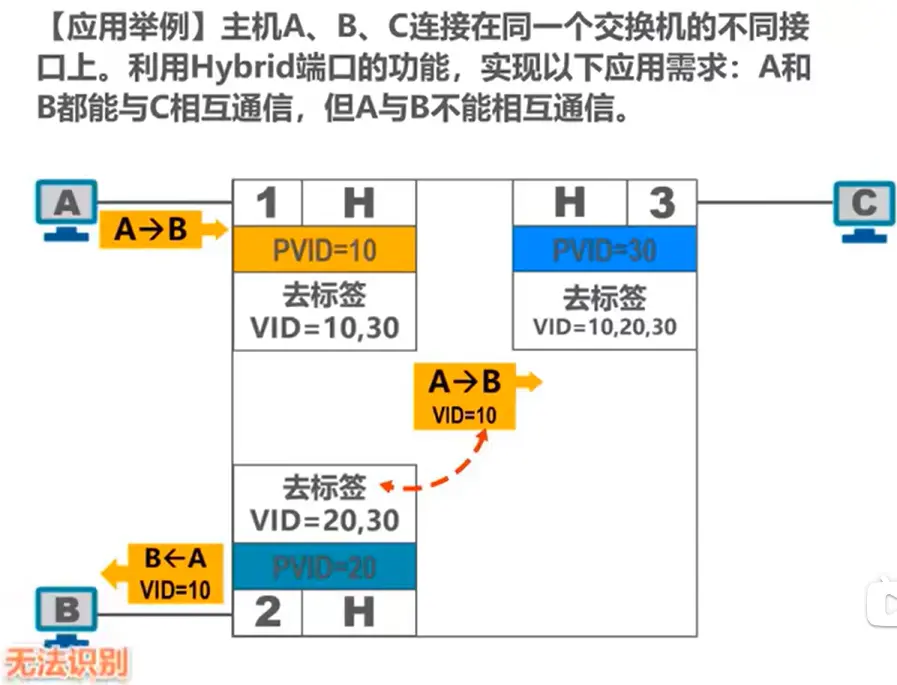 【应用举例】主机A、B、C连接在同一个交换机的不同接
口上。利用Hybrid端口的功能，实现以下应用需求：A和
B都能与C相互通信，但A与B不能相互通信。
A
A→B
1 H
PVID=10
去标签
VID=10,30
H 3
PVID=30
去标签
VID=10,20,30
C
A→B
VID=10
去标签
VID=20,30
PVID=20
2 H
B←A
VID=10
B
无法识别